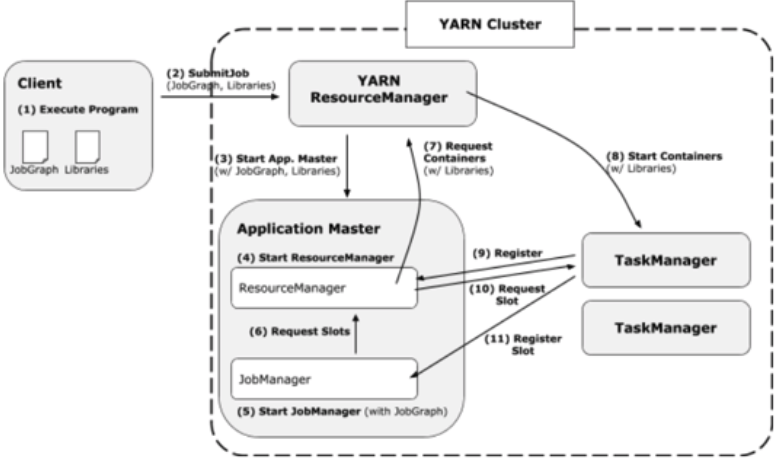 YARN Cluster
Client
(1) Execute Program
JobGraph Libraries
(2) SubmitJob
(JobGraph, Libraries)
YARN
ResourceManager
(3) Start App. Master
(w/ JobGraph, Libraries)
(7) Request
Containers
(w/ Libraries)
(8) Start Containers
(w/ Libraries)
Application Master
(4) Start ResourceManager
ResourceManager
(6) Request Slots
JobManager
(5) Start JobManager (with JobGraph)
(9) Register
(10) Request
Slot
(11) Register
Slot
TaskManager
TaskManager